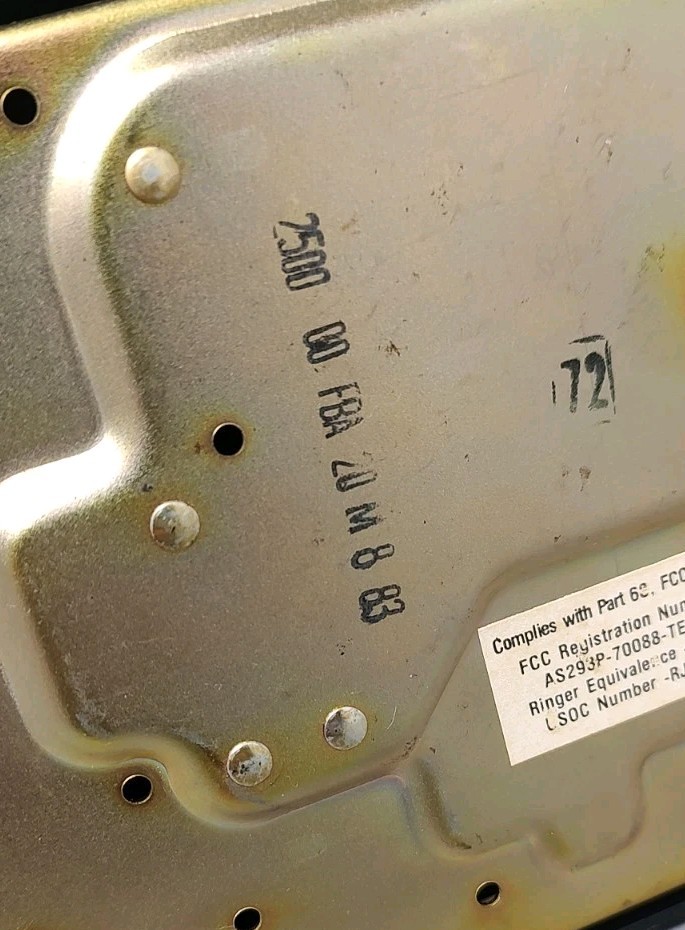 2500 00 FBA 20 M 8 83
72
Complies with Part 68, FCC
FCC Registration Num
AS293P-70088-TE
Ringer Equivalence
USOC Number -RJ